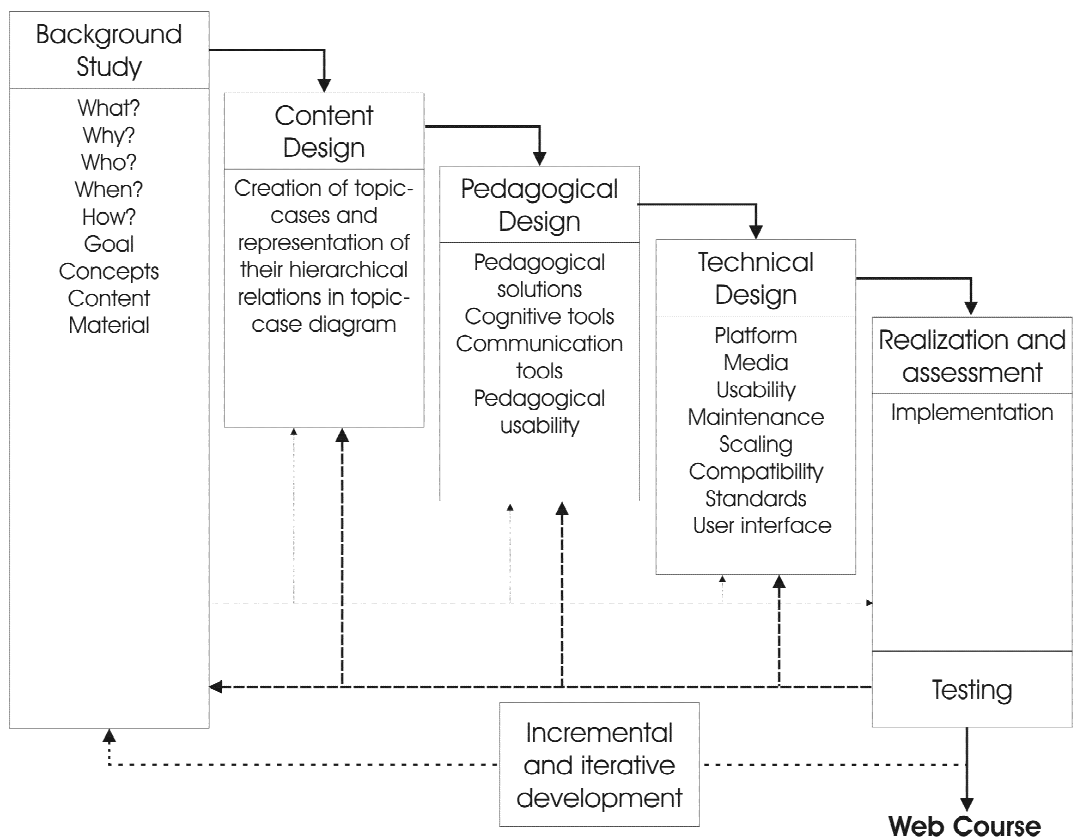 Background
Study
What?
Why?
Who?
When?
How?
Goal
Concepts
Content
Material
Content
Design
Creation of topic-
cases and
representation of
their hierarchical
relations in topic-
case diagram
Pedagogical
Design
Pedagogical
solutions
Cognitive tools
Communication
tools
Pedagogical
usability
Technical
Design
Platform
Media
Usability
Maintenance
Scaling
Compatibility
Standards
User interface
Realization and
assessment
Implementation
Testing
Incremental
and iterative
development
Web Course